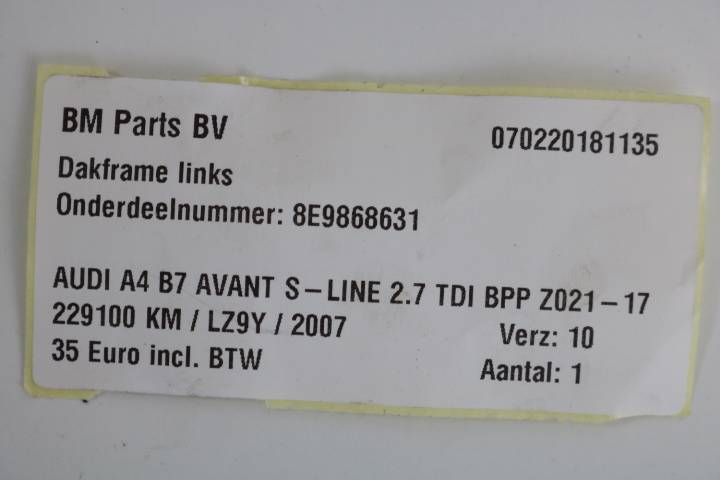 BM Parts BV 070220181135
Dakframe links
Onderdeelnummer: 8E9868631
AUDI A4 B7 AVANT S-LINE 2.7 TDI BPP Z021-17
229100 KM / LZ9Y / 2007 Verz: 10
35 Euro incl. BTW Aantal: 1